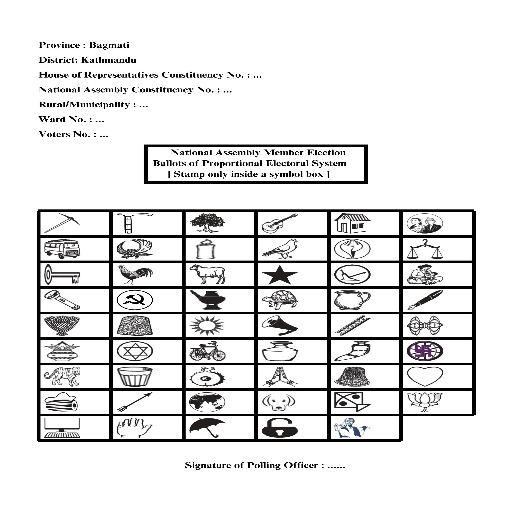 Province : Bagmati
District: Kathmandu
House of Representatives Constituency No. : ...
National Assembly Constituency No. : ...
Rural/Municipality : ...
Ward No. : ...
Voters No. : ...
National Assembly Member Election
Ballots of Proportional Electoral System
[ Stamp only inside a symbol box ]
Signature of Polling Officer : ......